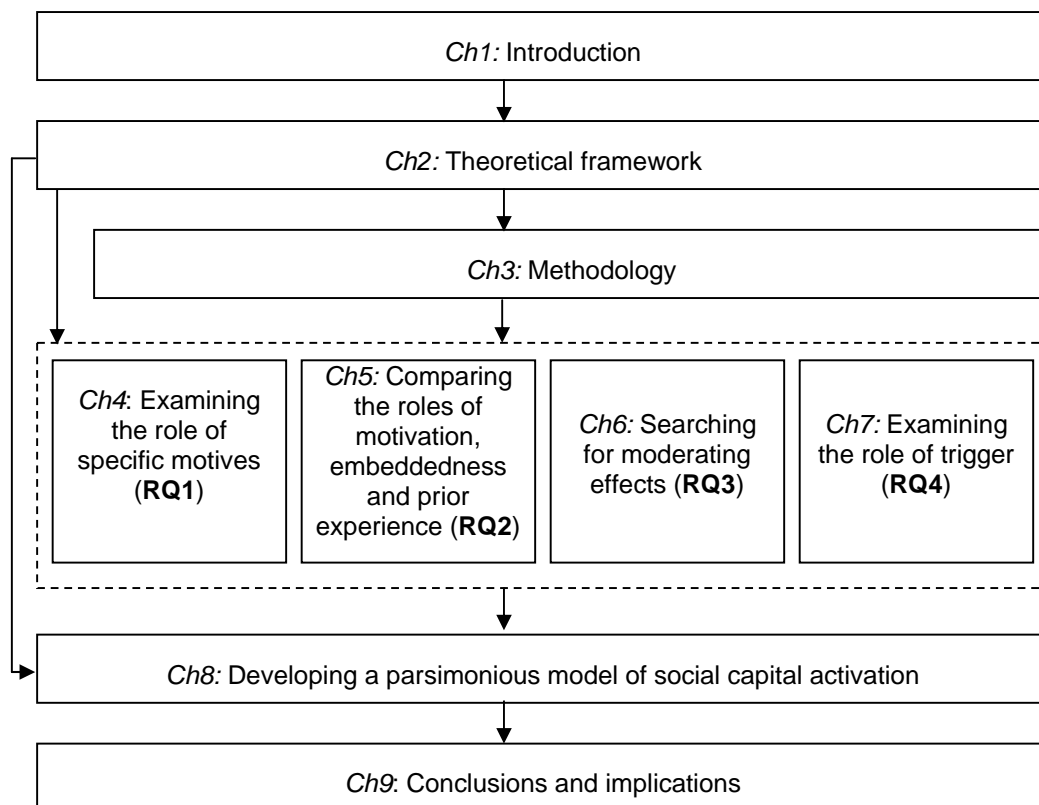 Ch1: Introduction
Ch2: Theoretical framework
Ch3: Methodology
Ch4: Examining
the role of
specific motives
(RQ1)
Ch5: Comparing
the roles of
motivation,
embeddedness
and prior
experience (RQ2)
Ch6: Searching
for moderating
effects (RQ3)
Ch7: Examining
the role of trigger
(RQ4)
Ch8: Developing a parsimonious model of social capital activation
Ch9: Conclusions and implications